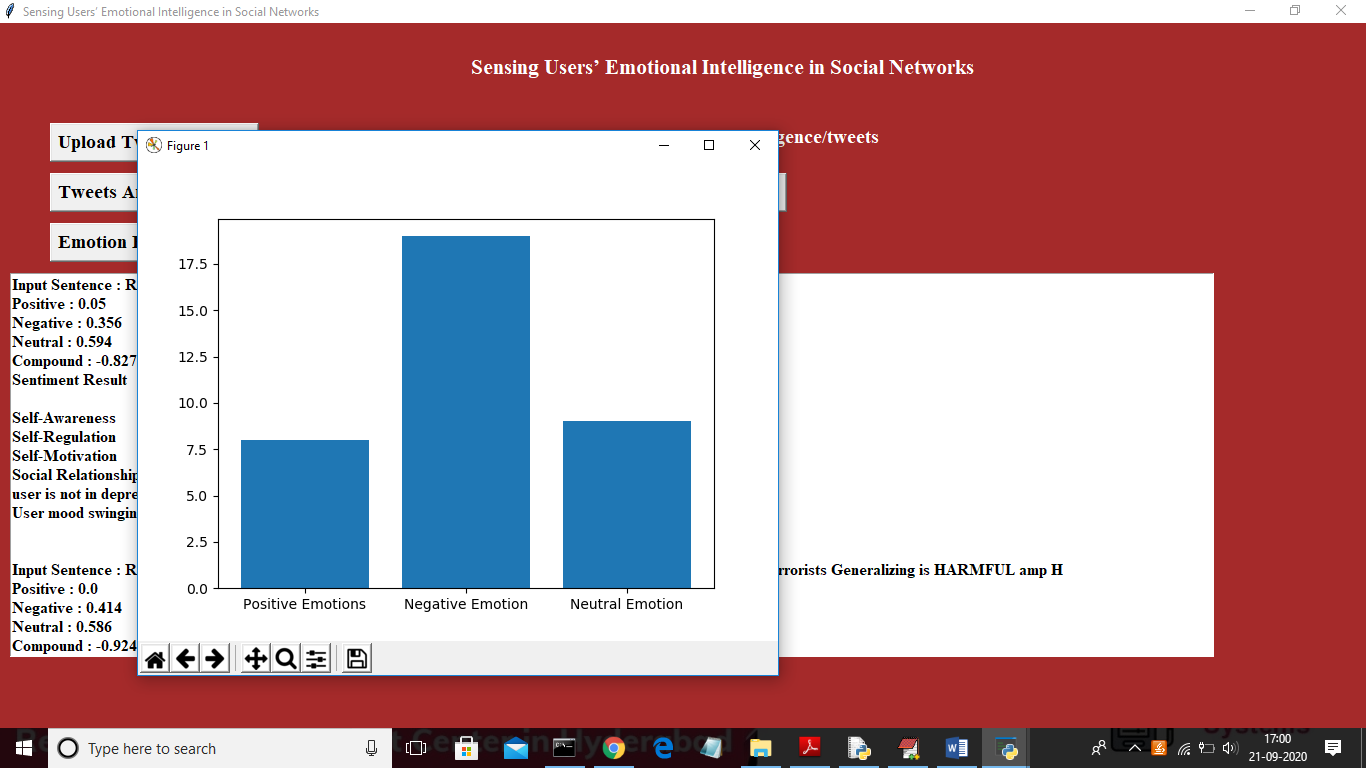 Sensing Users' Emotional Intelligence in Social Networks
Sensing Users’ Emotional Intelligence in Social Networks
Upload
gence/tweets
Tweets
Emotion
Figure 1
17.5
15.0
12.5
10.0
7.5
5.0
2.5
0.0
Positive Emotions Negative Emotion Neutral Emotion
Input Sentence : R
Positive : 0.05
Negative : 0.356
Neutral : 0.594
Compound : -0.827
Sentiment Result
Self-Awareness
Self-Regulation
Self-Motivation
Social Relationship
user is not in depre
User mood swingin
Input Sentence : R
rrorists Generalizing is HARMFUL amp H
Positive : 0.0
Negative : 0.414
Neutral : 0.586
Compound : -0.924
Type here to search
17:00
21-09-2020